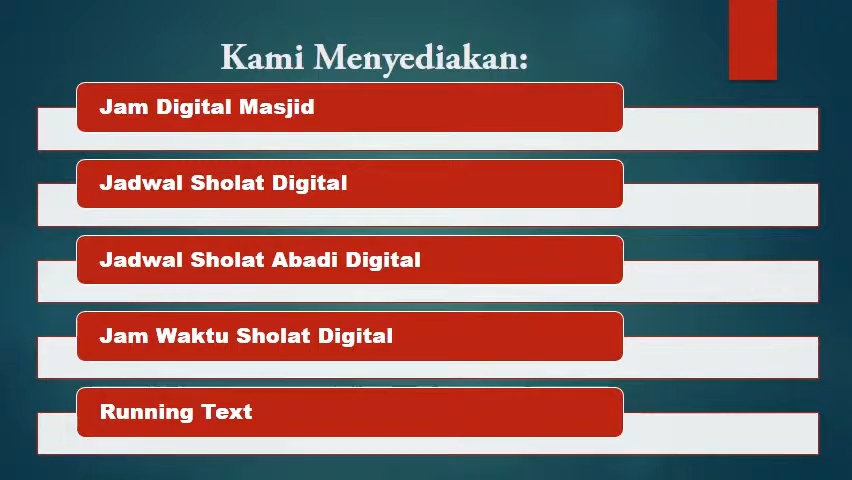 Kami Menyediakan:
Jam Digital Masjid
Jadwal Sholat Digital
Jadwal Sholat Abadi Digital
Jam Waktu Sholat Digital
Running Text